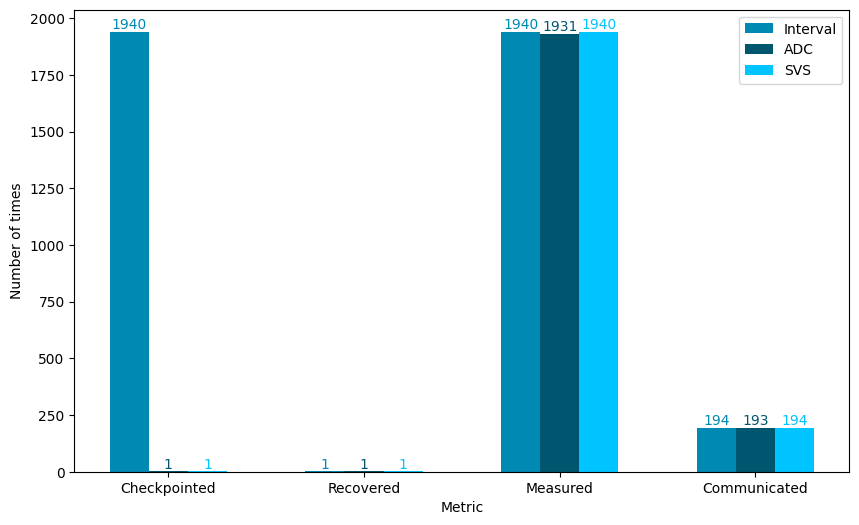 2000
1750
1500
1250
1000
750
500
250
0
Number of times
1940
1
1
1
1
1
1940
1931
1940
194
193
194
Interval
ADC
SVS
Checkpointed
Recovered
Measured
Communicated
Metric